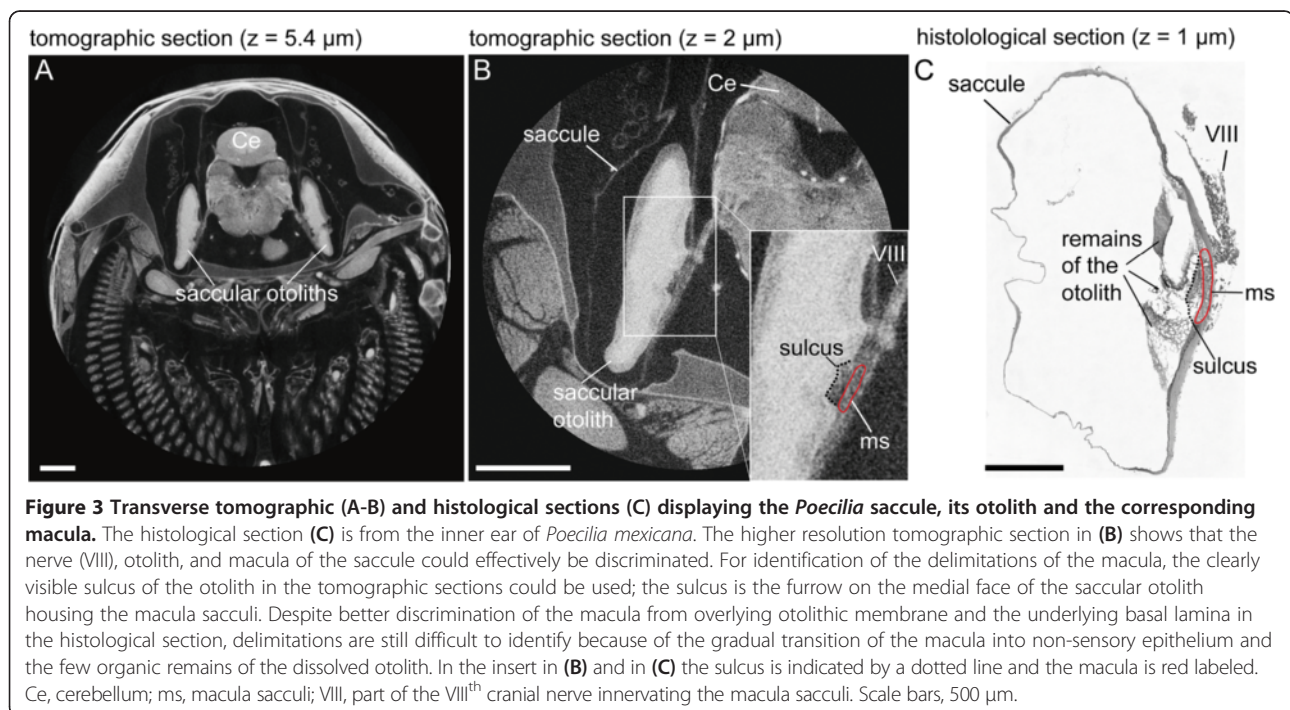 tomographic section (z = 5.4 µm)
A
Ce
saccular otoliths
tomographic section (z = 2 µm)
B
Ce
saccule
VIII
sulcus
saccular
otolith
ms
histolological section (z = 1 µm)
C
saccule
VIII
remains
of the
otolith
ms
sulcus
Figure 3 Transverse tomographic (A-B) and histological sections (C) displaying the Poecilia saccule, its otolith and the corresponding
macula. The histological section (C) is from the inner ear of Poecilia mexicana. The higher resolution tomographic section in (B) shows that the
nerve (VIII), otolith, and macula of the saccule could effectively be discriminated. For identification of the delimitations of the macula, the clearly
visible sulcus of the otolith in the tomographic sections could be used; the sulcus is the furrow on the medial face of the saccular otolith
housing the macula sacculi. Despite better discrimination of the macula from overlying otolithic membrane and the underlying basal lamina in
the histological section, delimitations are still difficult to identify because of the gradual transition of the macula into non-sensory epithelium and
the few organic remains of the dissolved otolith. In the insert in (B) and in (C) the sulcus is indicated by a dotted line and the macula is red labeled.
Ce, cerebellum; ms, macula sacculi; VIII, part of the VIIIth cranial nerve innervating the macula sacculi. Scale bars, 500 µm.